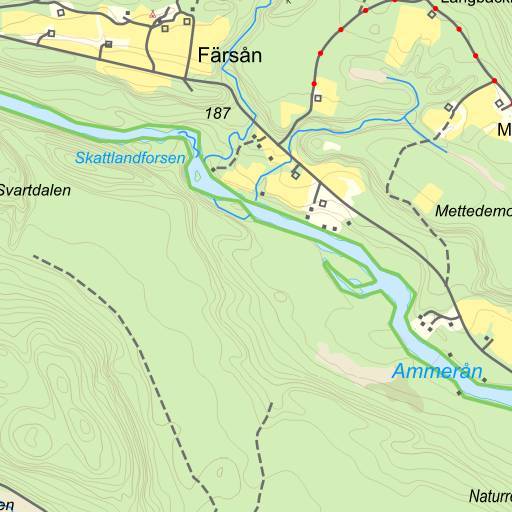 Färsån
187
Skattlandforsen
Svartdalen
Mettedemo
Ammerån
Naturre